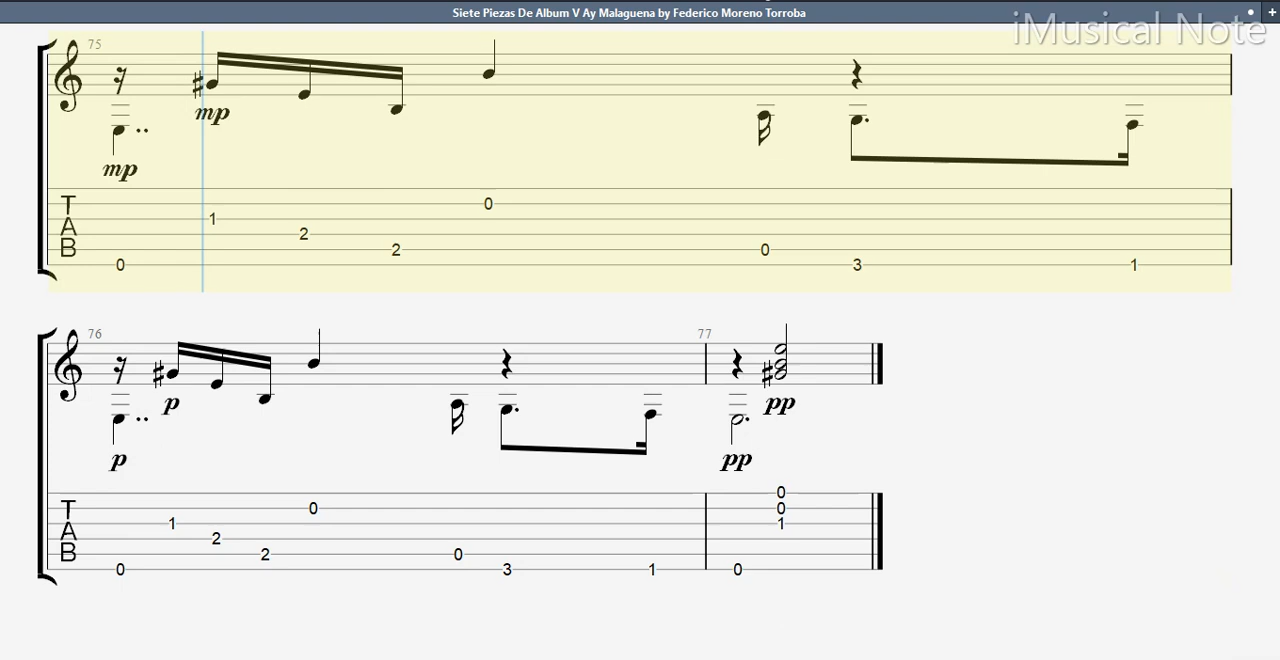 Siete Piezas De Album V Ay Malaguena by Federico Moreno Torroba
iMusical Note
75
mp
mp
T
A
B
0 1 2 2 0 0 3 1
76
77
p
pp
p
pp
T
A
B
0 1 2 2 0 0 3 1 0 0 0 1